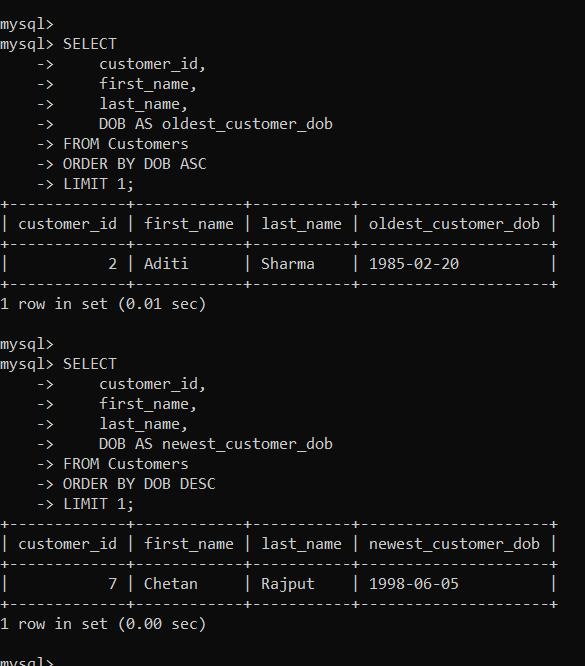 mysql>
mysql> SELECT
    ->     customer_id,
    ->     first_name,
    ->     last_name,
    ->     DOB AS oldest_customer_dob
    -> FROM Customers
    -> ORDER BY DOB ASC
    -> LIMIT 1;
+-------------+------------+-----------+---------------------+
| customer_id | first_name | last_name | oldest_customer_dob |
+-------------+------------+-----------+---------------------+
|           2 | Aditi      | Sharma    | 1985-02-20          |
+-------------+------------+-----------+---------------------+
1 row in set (0.01 sec)

mysql>
mysql> SELECT
    ->     customer_id,
    ->     first_name,
    ->     last_name,
    ->     DOB AS newest_customer_dob
    -> FROM Customers
    -> ORDER BY DOB DESC
    -> LIMIT 1;
+-------------+------------+-----------+---------------------+
| customer_id | first_name | last_name | newest_customer_dob |
+-------------+------------+-----------+---------------------+
|           7 | Chetan     | Rajput    | 1998-06-05          |
+-------------+------------+-----------+---------------------+
1 row in set (0.00 sec)

mysql>